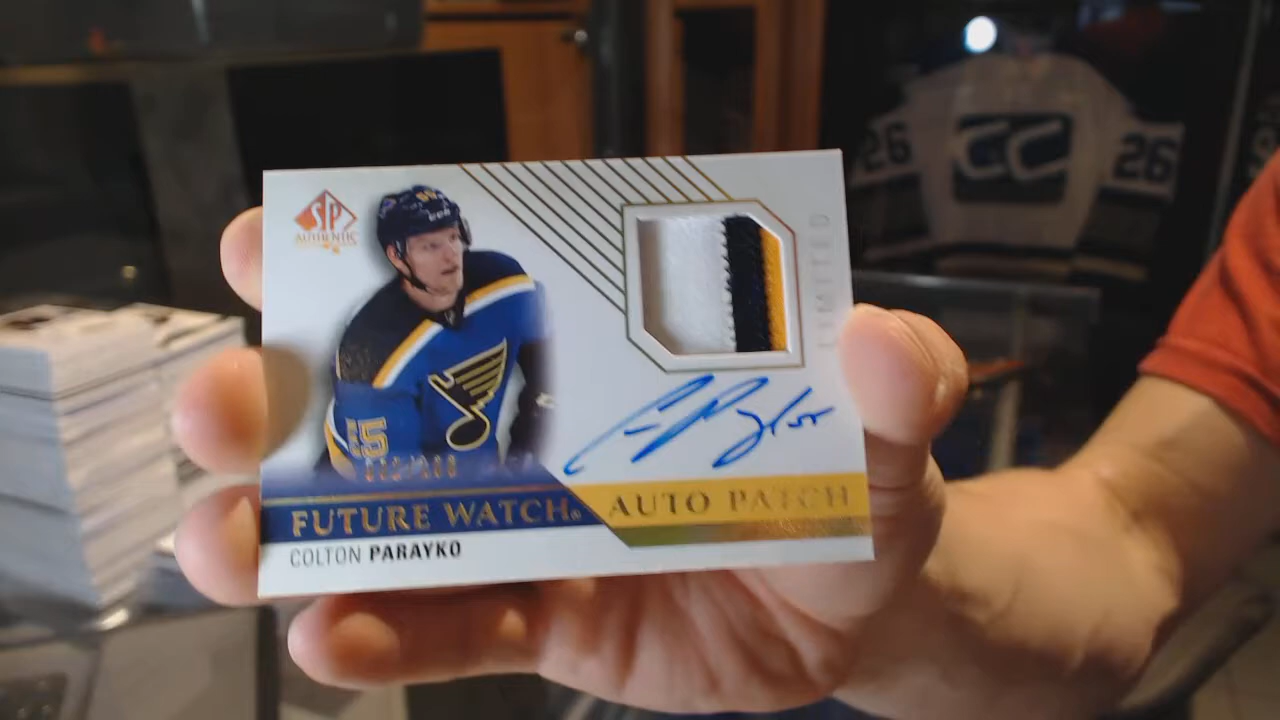 SP
AUTHENTIC
LIMITED
FUTURE WATCH®
AUTO PATCH
COLTON PARAYKO
26
26